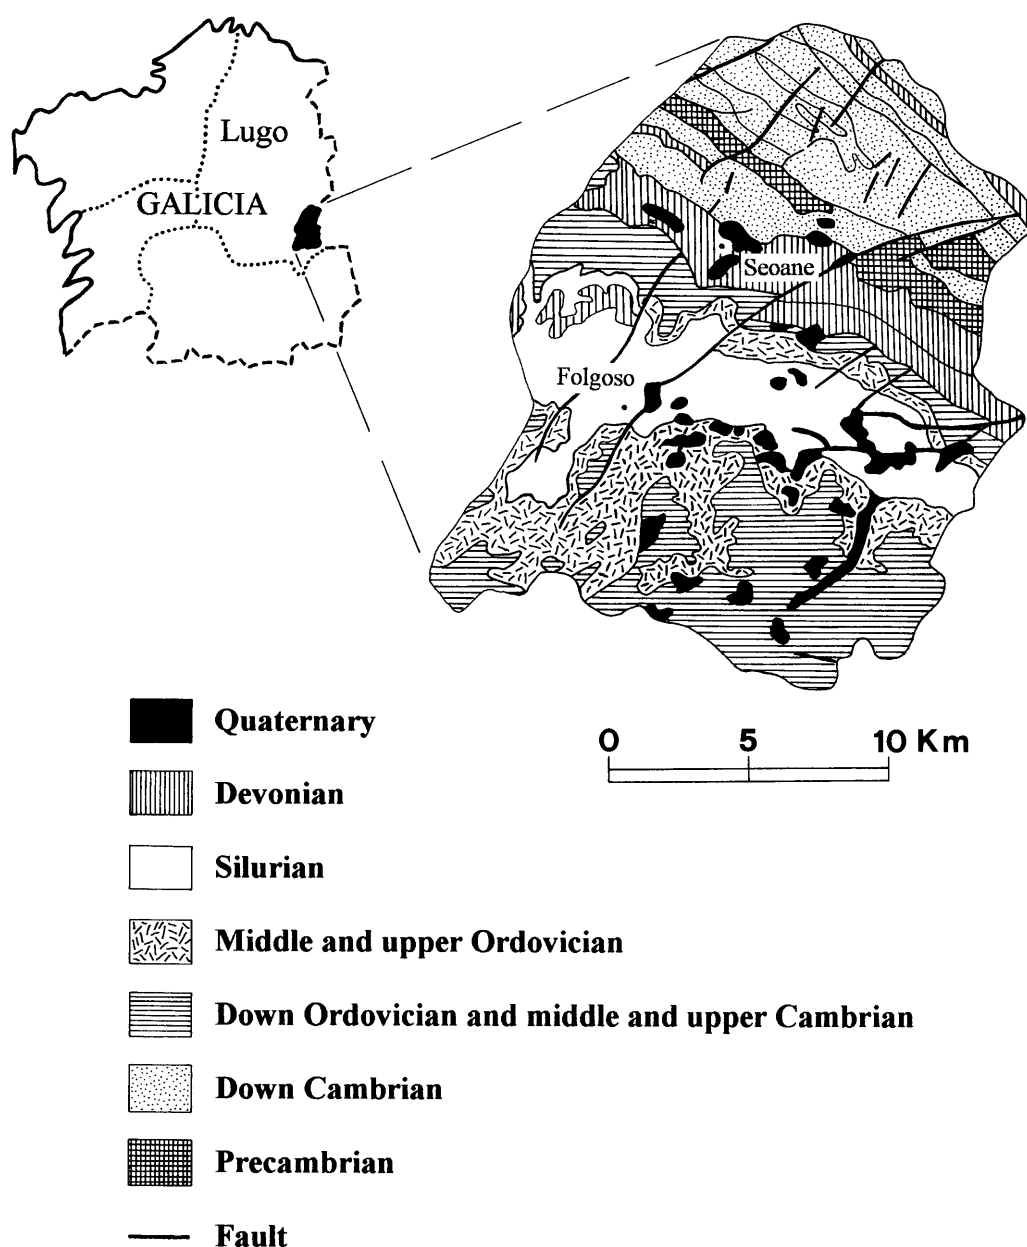 Lugo
GALICIA
Seoane
Folgoso
Quaternary
0 5 10 Km
Devonian
Silurian
Middle and upper Ordovician
Down Ordovician and middle and upper Cambrian
Down Cambrian
Precambrian
Fault